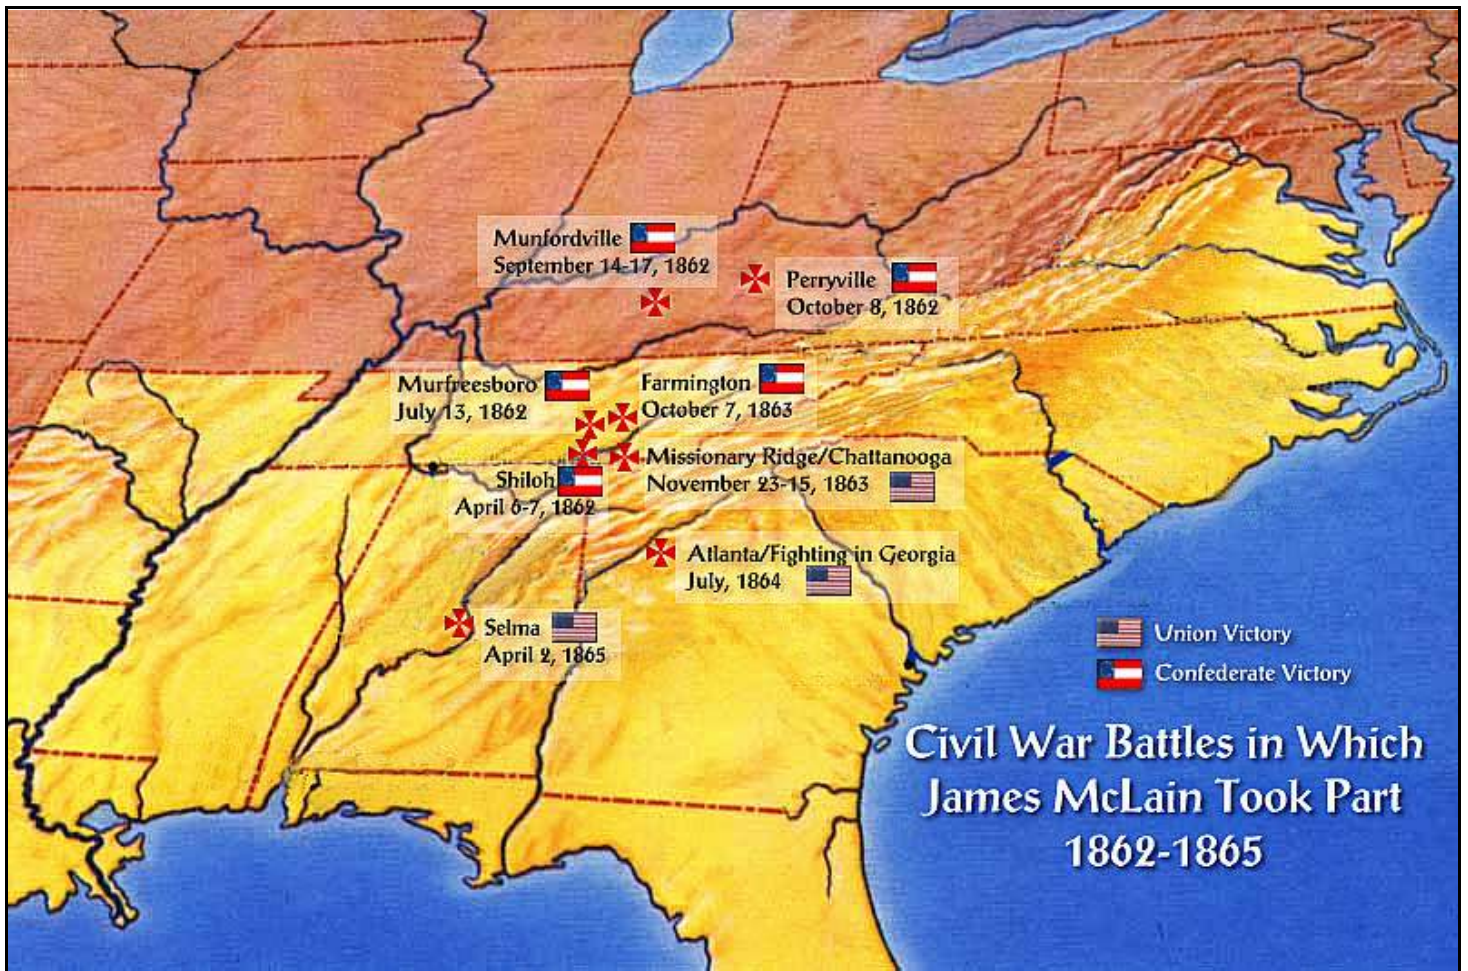 Munfordville
September 14-17, 1862
Perryville
October 8, 1862
Murfreesboro
July 13, 1862
Farmington
October 7, 1863
Missionary Ridge/Chattanooga
November 23-15, 1863
Shiloh
April 6-7, 1862
Atlanta/Fighting in Georgia
July, 1864
Selma
April 2, 1865
Union Victory
Confederate Victory
Civil War Battles in Which
James McLain Took Part
1862-1865